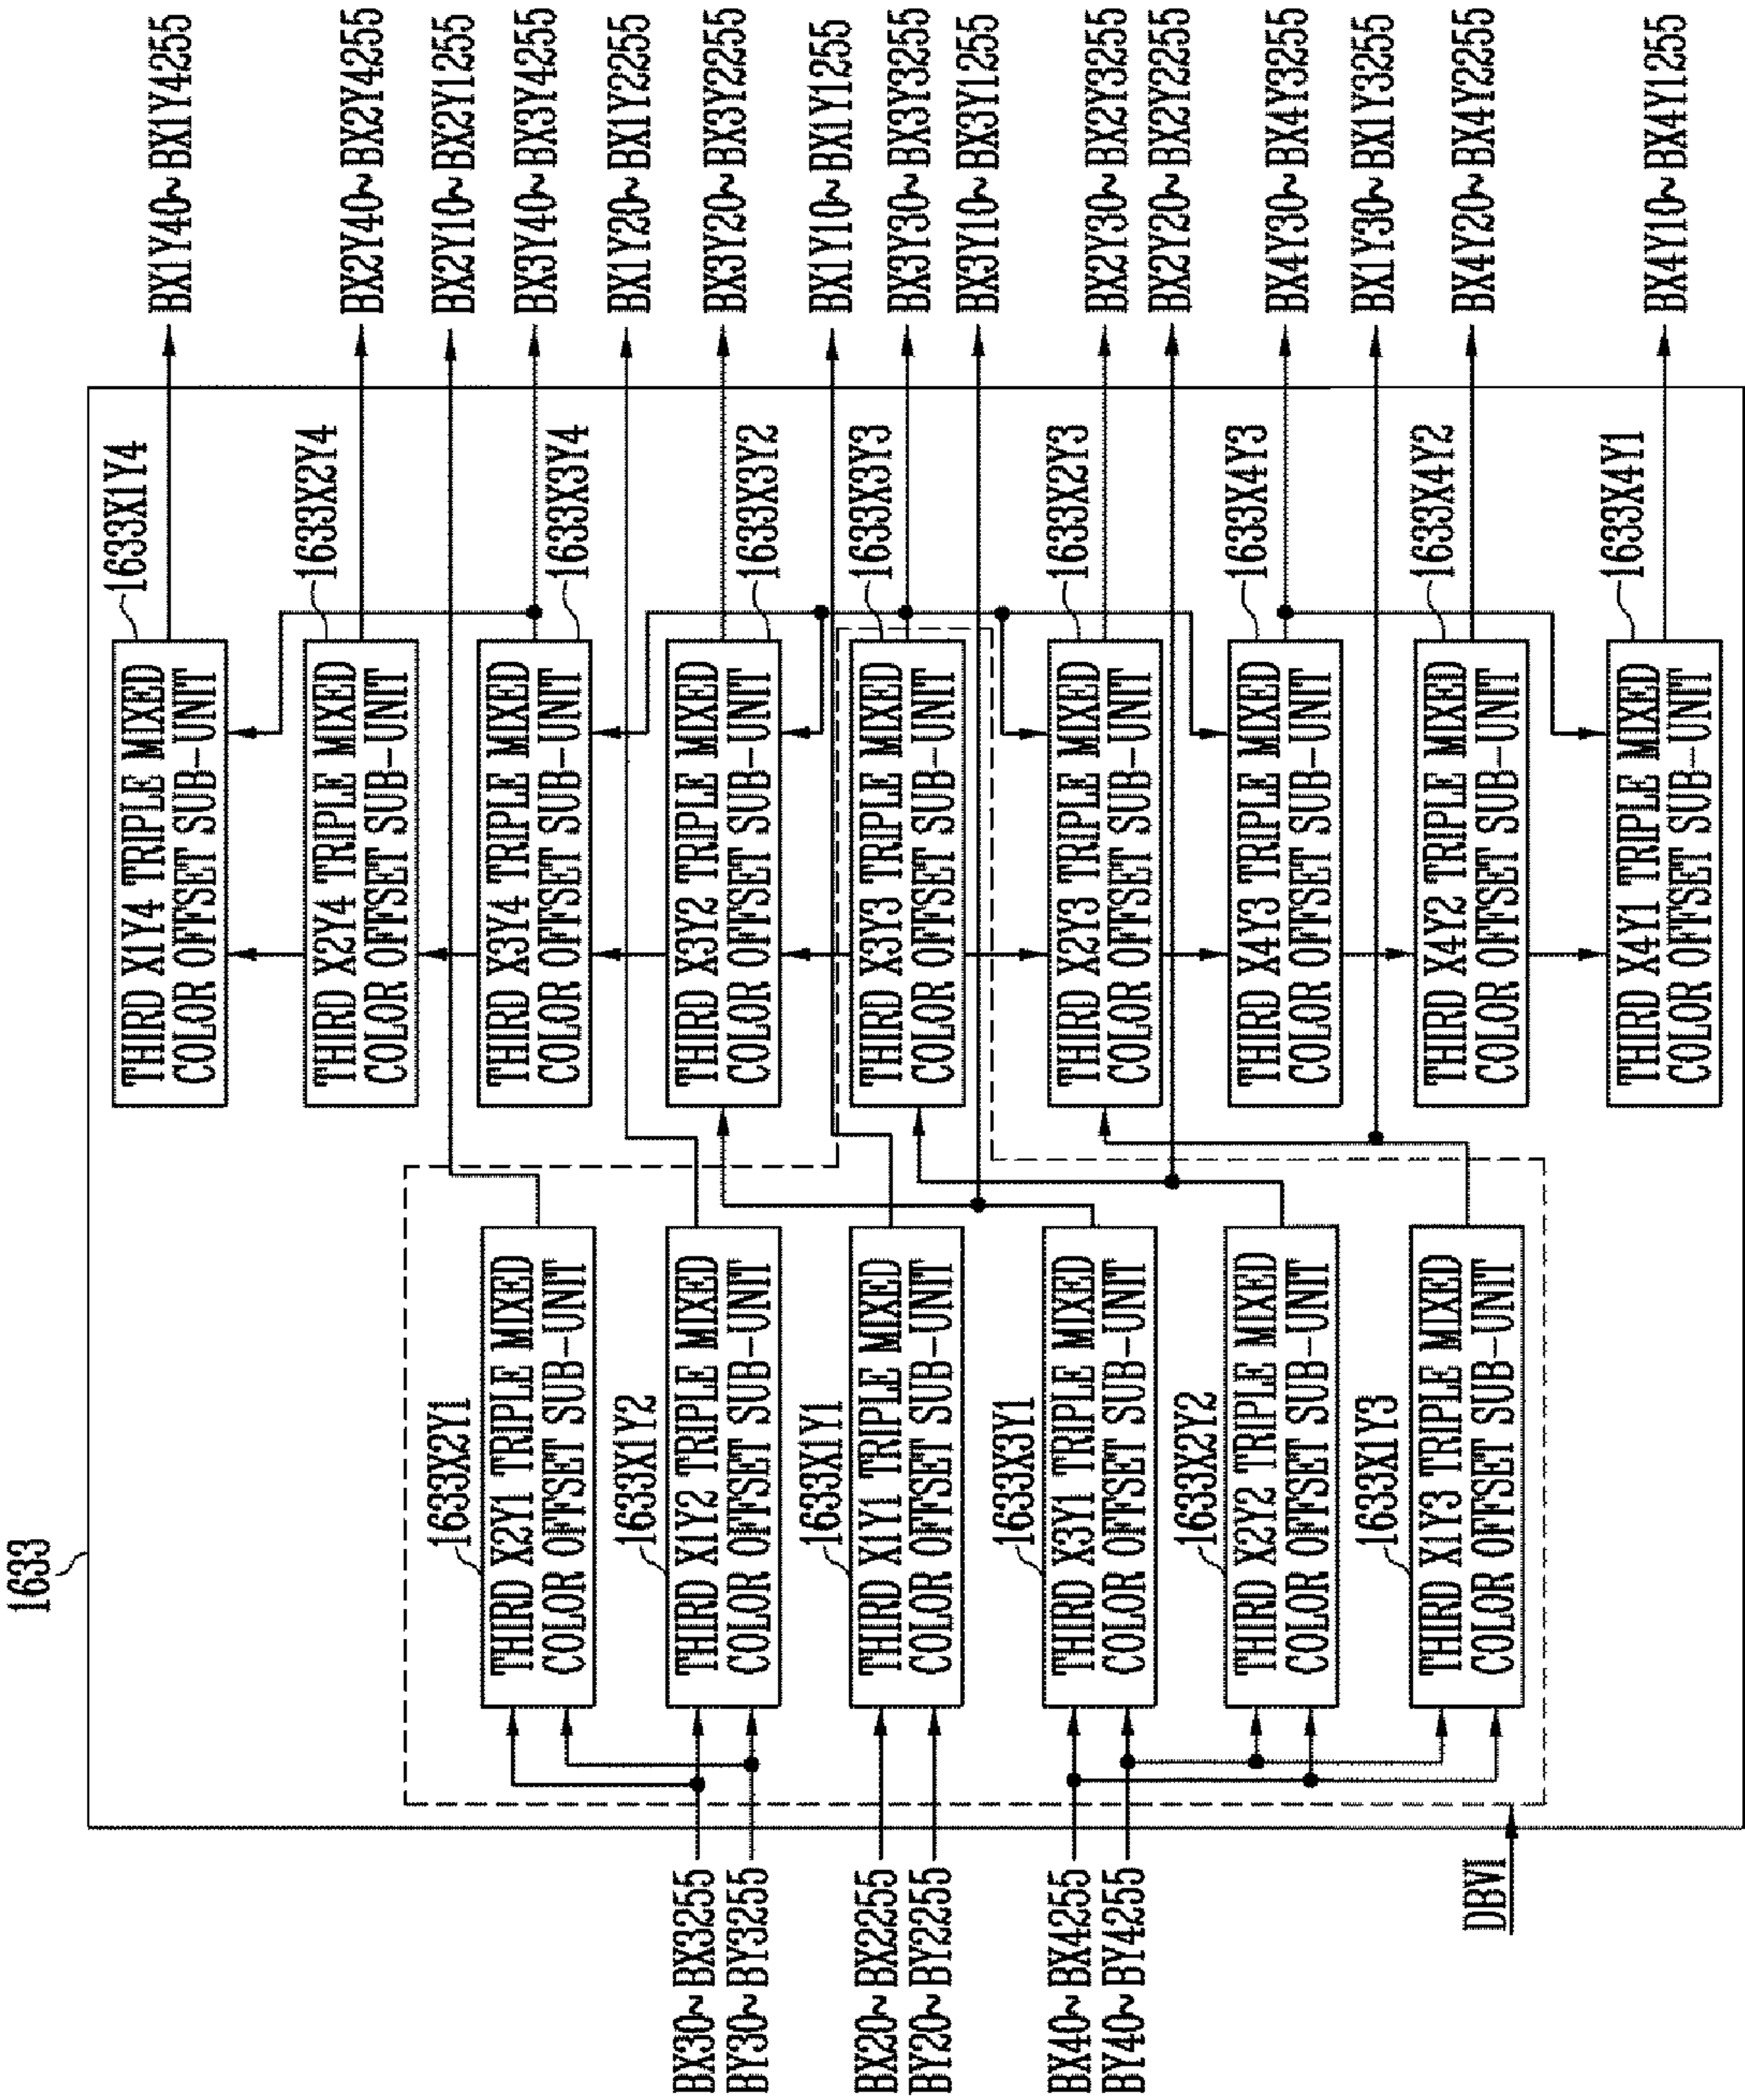 1633
BX30~BX3255
BY30~BY3255
BX20~BX2255
BY20~BY2255
BX40~BX4255
BY40~BY4255
DBV1
1633X2Y1
THIRD X2Y1 TRIPLE MIXED
COLOR OFFSET SUB-UNIT
1633X1Y2
THIRD X1Y2 TRIPLE MIXED
COLOR OFFSET SUB-UNIT
1633X1Y1
THIRD X1Y1 TRIPLE MIXED
COLOR OFFSET SUB-UNIT
1633X3Y1
THIRD X3Y1 TRIPLE MIXED
COLOR OFFSET SUB-UNIT
1633X2Y2
THIRD X2Y2 TRIPLE MIXED
COLOR OFFSET SUB-UNIT
1633X1Y3
THIRD X1Y3 TRIPLE MIXED
COLOR OFFSET SUB-UNIT
THIRD X1Y4 TRIPLE MIXED
COLOR OFFSET SUB-UNIT
1633X1Y4
THIRD X2Y4 TRIPLE MIXED
COLOR OFFSET SUB-UNIT
1633X2Y4
THIRD X3Y4 TRIPLE MIXED
COLOR OFFSET SUB-UNIT
1633X3Y4
THIRD X3Y2 TRIPLE MIXED
COLOR OFFSET SUB-UNIT
1633X3Y2
THIRD X3Y3 TRIPLE MIXED
COLOR OFFSET SUB-UNIT
1633X3Y3
THIRD X2Y3 TRIPLE MIXED
COLOR OFFSET SUB-UNIT
1633X2Y3
THIRD X4Y3 TRIPLE MIXED
COLOR OFFSET SUB-UNIT
1633X4Y3
THIRD X4Y2 TRIPLE MIXED
COLOR OFFSET SUB-UNIT
1633X4Y2
THIRD X4Y1 TRIPLE MIXED
COLOR OFFSET SUB-UNIT
1633X4Y1
BX1Y40~BX1Y4255
BX2Y40~BX2Y4255
BX2Y10~BX2Y1255
BX3Y40~BX3Y4255
BX1Y20~BX1Y2255
BX3Y20~BX3Y2255
BX1Y10~BX1Y1255
BX3Y30~BX3Y3255
BX3Y10~BX3Y1255
BX2Y30~BX2Y3255
BX2Y20~BX2Y2255
BX4Y30~BX4Y3255
BX1Y30~BX1Y3255
BX4Y20~BX4Y2255
BX4Y10~BX4Y1255